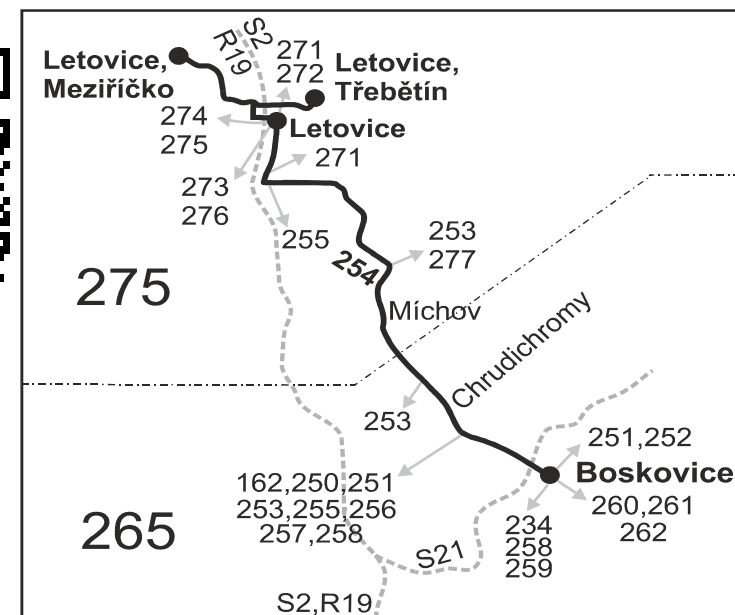 S2
R19
271
272
Letovice,
Meziříčko
Letovice,
Třebětín
274
275
Letovice
271
273
276
255
253
277
254
275
Míchov
Chrudichromy
253
251,252
Boskovice
162,250,251
253,255,256
257,258
260,261
262
234
258
259
265
S21
S2,R19